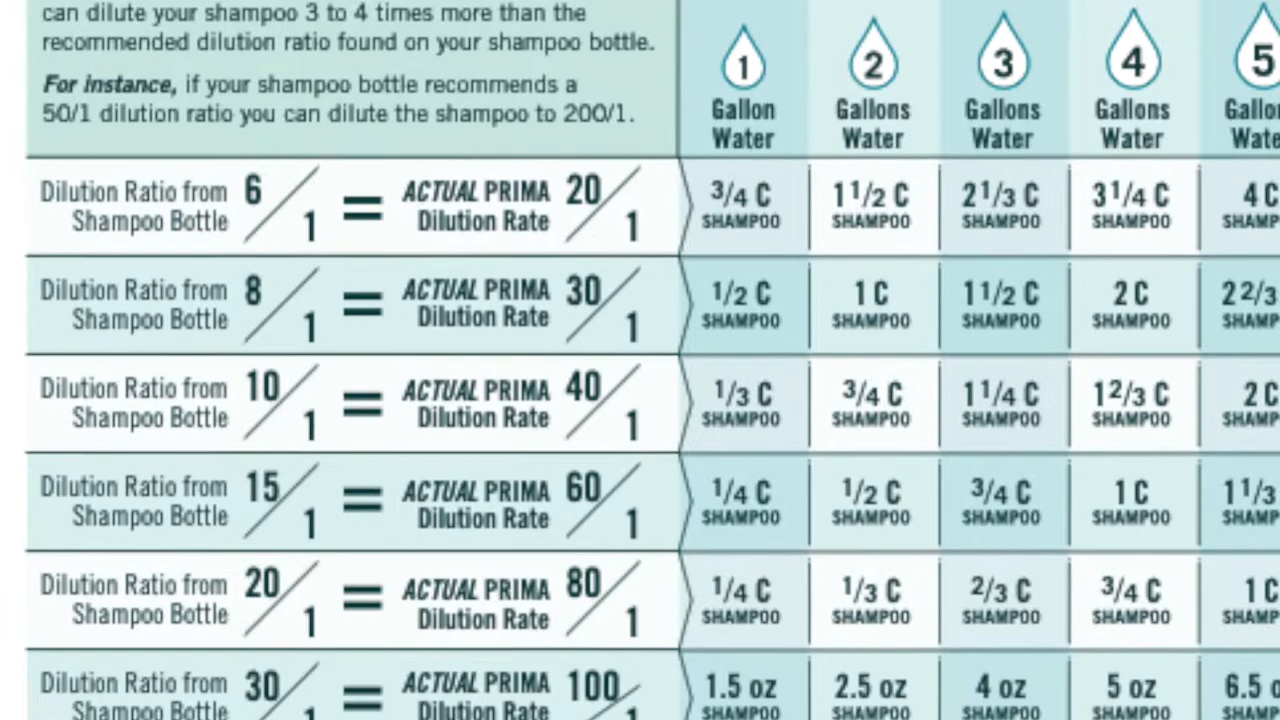 can dilute your shampoo 3 to 4 times more than the
recommended dilution ratio found on your shampoo bottle.
For instance, if your shampoo bottle recommends a
50/1 dilution ratio you can dilute the shampoo to 200/1.
1 2 3 4 5
Gallon Gallons Gallons Gallons
Water Water Water Water
Dilution Ratio from 6/1 = ACTUAL PRIMA 20/1 3/4 C 1 1/2 C 2 1/3 C 3 1/4 C 4 C
Shampoo Bottle Dilution Rate SHAMPOO SHAMPOO SHAMPOO SHAMPOO
Dilution Ratio from 8/1 = ACTUAL PRIMA 30/1 1/2 C 1 C 1 1/2 C 2 C 2 2/3
Shampoo Bottle Dilution Rate SHAMPOO SHAMPOO SHAMPOO SHAMPOO
Dilution Ratio from 10/1 = ACTUAL PRIMA 40/1 1/3 C 3/4 C 1 1/4 C 1 2/3 C 2 C
Shampoo Bottle Dilution Rate SHAMPOO SHAMPOO SHAMPOO SHAMPOO
Dilution Ratio from 15/1 = ACTUAL PRIMA 60/1 1/4 C 1/2 C 3/4 C 1 C 1 1/3
Shampoo Bottle Dilution Rate SHAMPOO SHAMPOO SHAMPOO SHAMPOO
Dilution Ratio from 20/1 = ACTUAL PRIMA 80/1 1/4 C 1/3 C 2/3 C 3/4 C 1 C
Shampoo Bottle Dilution Rate SHAMPOO SHAMPOO SHAMPOO SHAMPOO
Dilution Ratio from 30/1 = ACTUAL PRIMA 100/1 1.5 oz 2.5 oz 4 oz 5 oz 6.5
Shampoo Bottle Dilution Rate SHAMPOO SHAMPOO SHAMPOO SHAMPOO